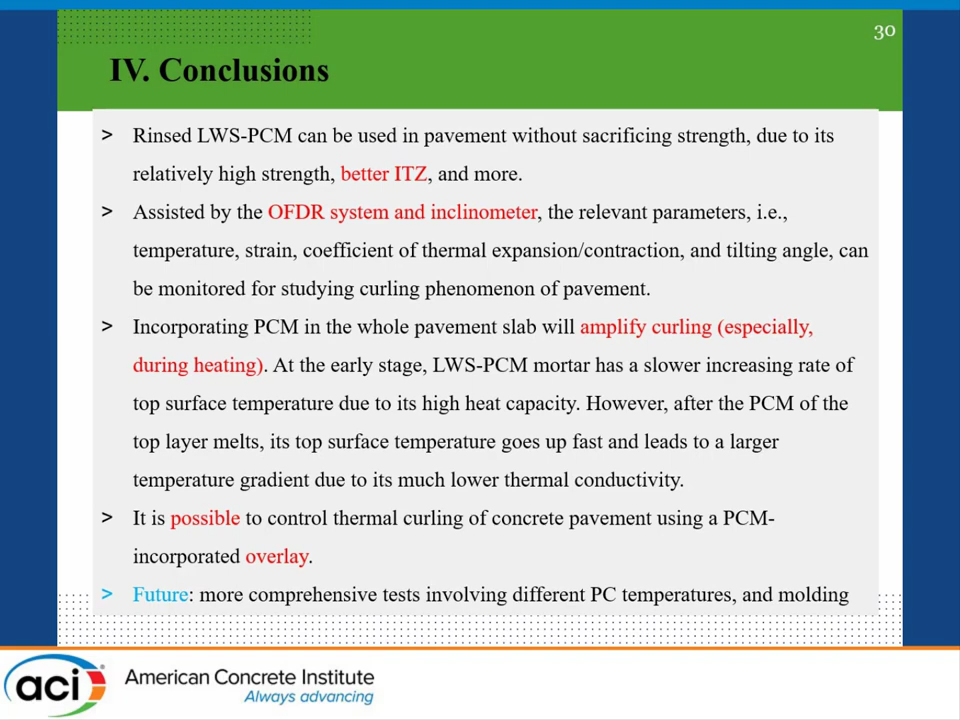 30
IV. Conclusions
> Rinsed LWS-PCM can be used in pavement without sacrificing strength, due to its
relatively high strength, better ITZ, and more.
> Assisted by the OFDR system and inclinometer, the relevant parameters, i.e.,
temperature, strain, coefficient of thermal expansion/contraction, and tilting angle, can
be monitored for studying curling phenomenon of pavement.
> Incorporating PCM in the whole pavement slab will amplify curling (especially,
during heating). At the early stage, LWS-PCM mortar has a slower increasing rate of
top surface temperature due to its high heat capacity. However, after the PCM of the
top layer melts, its top surface temperature goes up fast and leads to a larger
temperature gradient due to its much lower thermal conductivity.
> It is possible to control thermal curling of concrete pavement using a PCM-
incorporated overlay.
> Future: more comprehensive tests involving different PC temperatures, and molding
aci
American Concrete Institute
Always advancing